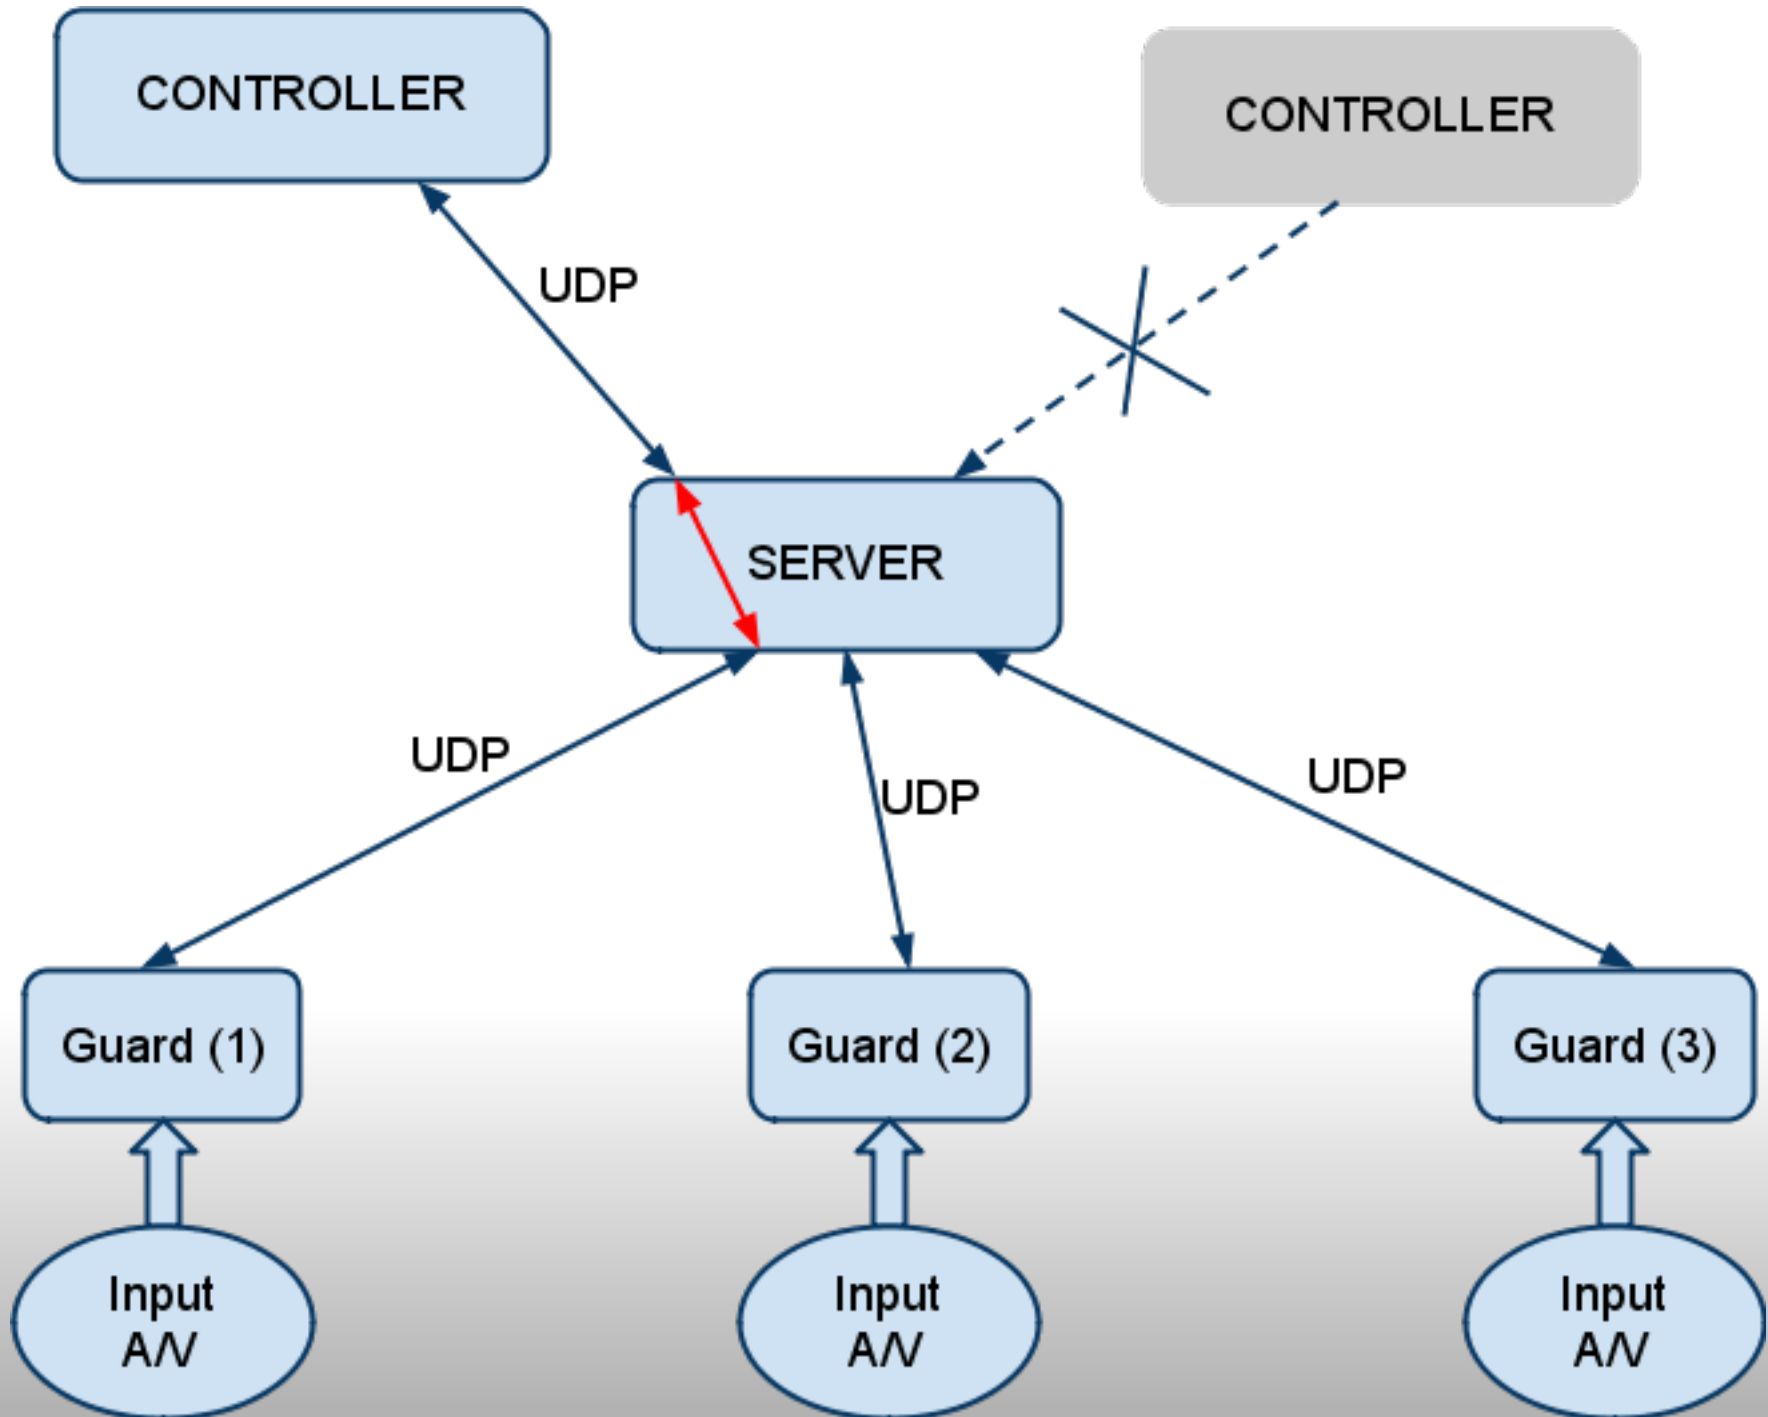 CONTROLLER
CONTROLLER
UDP
SERVER
UDP
UDP
UDP
Guard (1)
Guard (2)
Guard (3)
Input
A/V
Input
A/V
Input
A/V